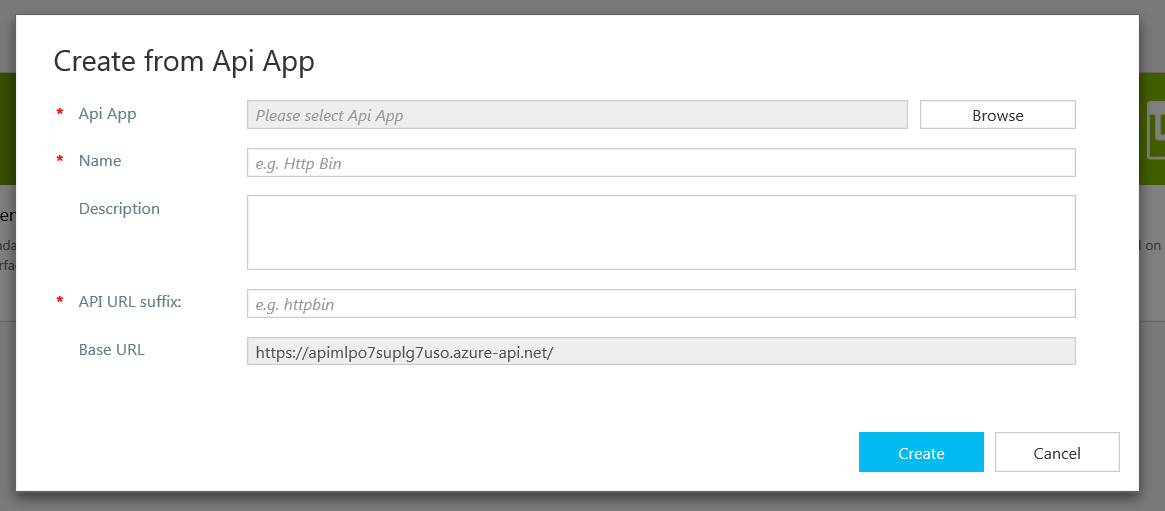 Create from Api App
* Api App Please select Api App Browse
* Name e.g. Http Bin
Description
* API URL suffix: e.g. httpbin
Base URL https://apimlpo7suplg7uso.azure-api.net/
Create Cancel
on